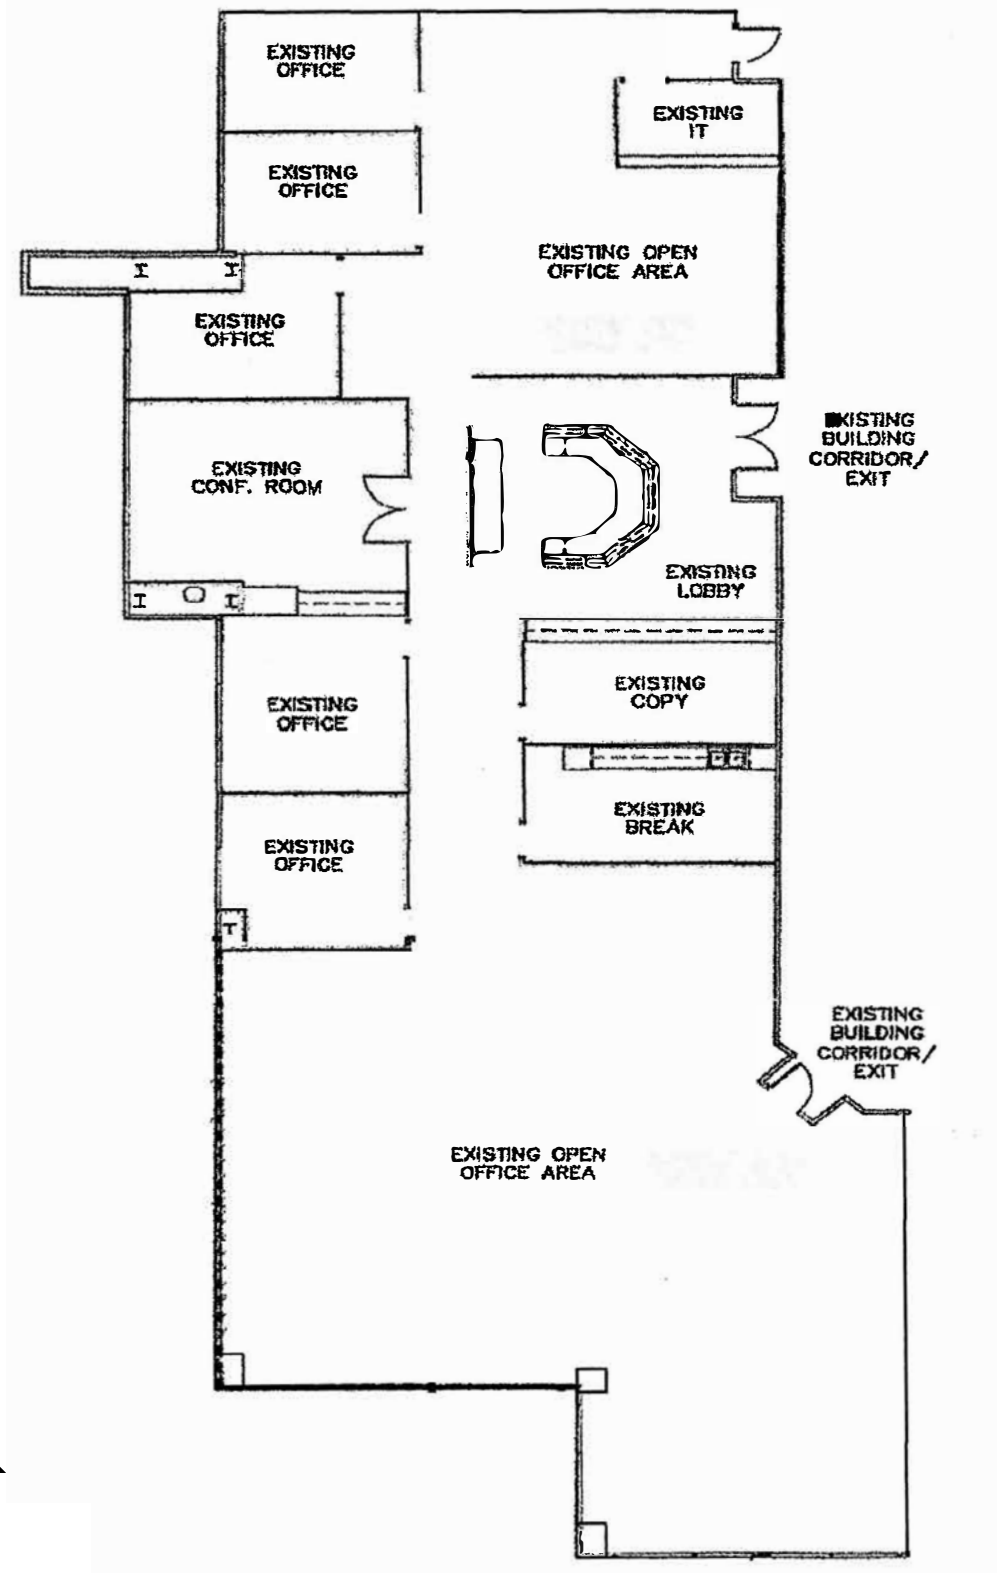 EXISTING
OFFICE
EXISTING
IT
EXISTING
OFFICE
EXISTING OPEN
OFFICE AREA
EXISTING
OFFICE
EXISTING
BUILDING
CORRIDOR/
EXIT
EXISTING
CONF. ROOM
EXISTING
LOBBY
EXISTING
COPY
EXISTING
OFFICE
EXISTING
BREAK
EXISTING
OFFICE
EXISTING
BUILDING
CORRIDOR/
EXIT
EXISTING OPEN
OFFICE AREA